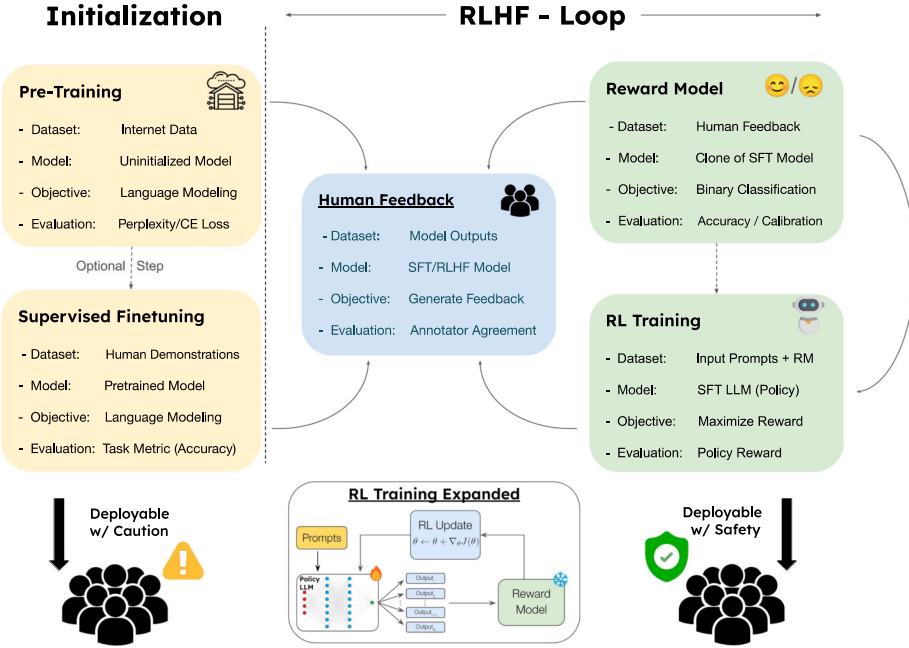 Initialization
RLHF - Loop
Pre-Training
- Dataset: Internet Data
- Model: Uninitialized Model
- Objective: Language Modeling
- Evaluation: Perplexity/CE Loss
Optional Step
Supervised Finetuning
- Dataset: Human Demonstrations
- Model: Pretrained Model
- Objective: Language Modeling
- Evaluation: Task Metric (Accuracy)
Deployable
w/ Caution
Human Feedback
- Dataset: Model Outputs
- Model: SFT/RLHF Model
- Objective: Generate Feedback
- Evaluation: Annotator Agreement
Reward Model
/
- Dataset: Human Feedback
- Model: Clone of SFT Model
- Objective: Binary Classification
- Evaluation: Accuracy / Calibration
RL Training
- Dataset: Input Prompts + RM
- Model: SFT LLM (Policy)
- Objective: Maximize Reward
- Evaluation: Policy Reward
Deployable
w/ Safety
RL Training Expanded
Prompts
RL Update
θ ← θ + ∇θJ(θ)
Policy
LLM
Output
Output
Output
Output
Reward
Model